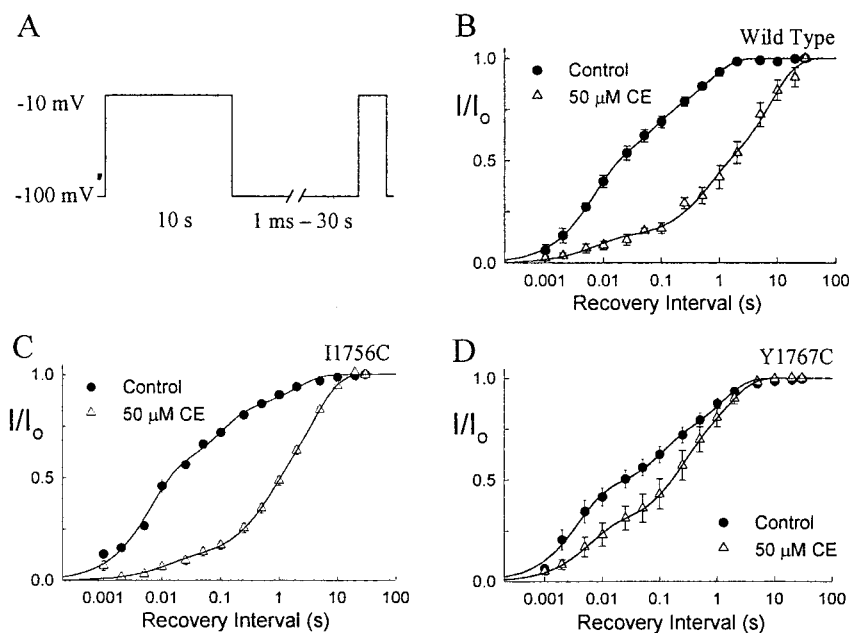 A
-10 mV
-100 mV
10 s
1 ms – 30 s
B
Wild Type
Control
50 μM CE
I/Io
1.0
0.5
0.0
0.001 0.01 0.1 1 10 100
Recovery Interval (s)
C
I1756C
Control
50 μM CE
I/Io
1.0
0.5
0.0
0.001 0.01 0.1 1 10 100
Recovery Interval (s)
D
Y1767C
I/Io
1.0
0.5
0.0
Control
50 μM CE
0.001 0.01 0.1 1 10 100
Recovery Interval (s)